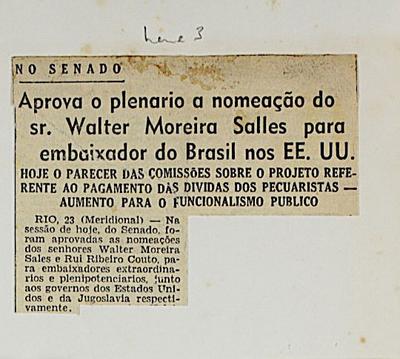 NO SENADO
Aprova o plenario a nomeação do
sr. Walter Moreira Salles para
embaixador do Brasil nos EE. UU.
HOJE O PARECER DAS COMISSÕES SOBRE O PROJETO REFE-
RENTE AO PAGAMENTO DAS DIVIDAS DOS PECUARISTAS —
AUMENTO PARA O FUNCIONALISMO PUBLICO
RIO, 23 (Meridional) — Na
sessão de hoje, do Senado, fo-
ram aprovadas as nomeações
dos senhores Walter Moreira
Sales e Rui Ribeiro Couto, pa-
ra embaixadores extraordina-
rios e plenipotenciarios, junto
aos governos dos Estados Uni-
dos e da Jugoslavia respecti-
vamente.